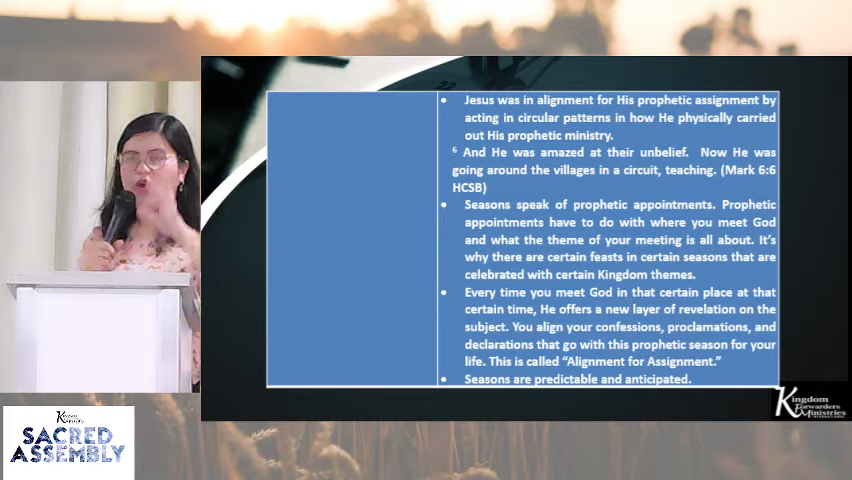 • Jesus was in alignment for His prophetic assignment by
acting in circular patterns in how He physically carried
out His prophetic ministry.
⁶ And He was amazed at their unbelief. Now He was
going around the villages in a circuit, teaching. (Mark 6:6
HCSB)
• Seasons speak of prophetic appointments. Prophetic
appointments have to do with where you meet God
and what the theme of your meeting is all about. It's
why there are certain feasts in certain seasons that are
celebrated with certain Kingdom themes.
• Every time you meet God in that certain place at that
certain time, He offers a new layer of revelation on the
subject. You align your confessions, proclamations, and
declarations that go with this prophetic season for your
life. This is called “Alignment for Assignment.”
• Seasons are predictable and anticipated.
Kingdom
Forwarders
Ministries
SACRED
ASSEMBLY